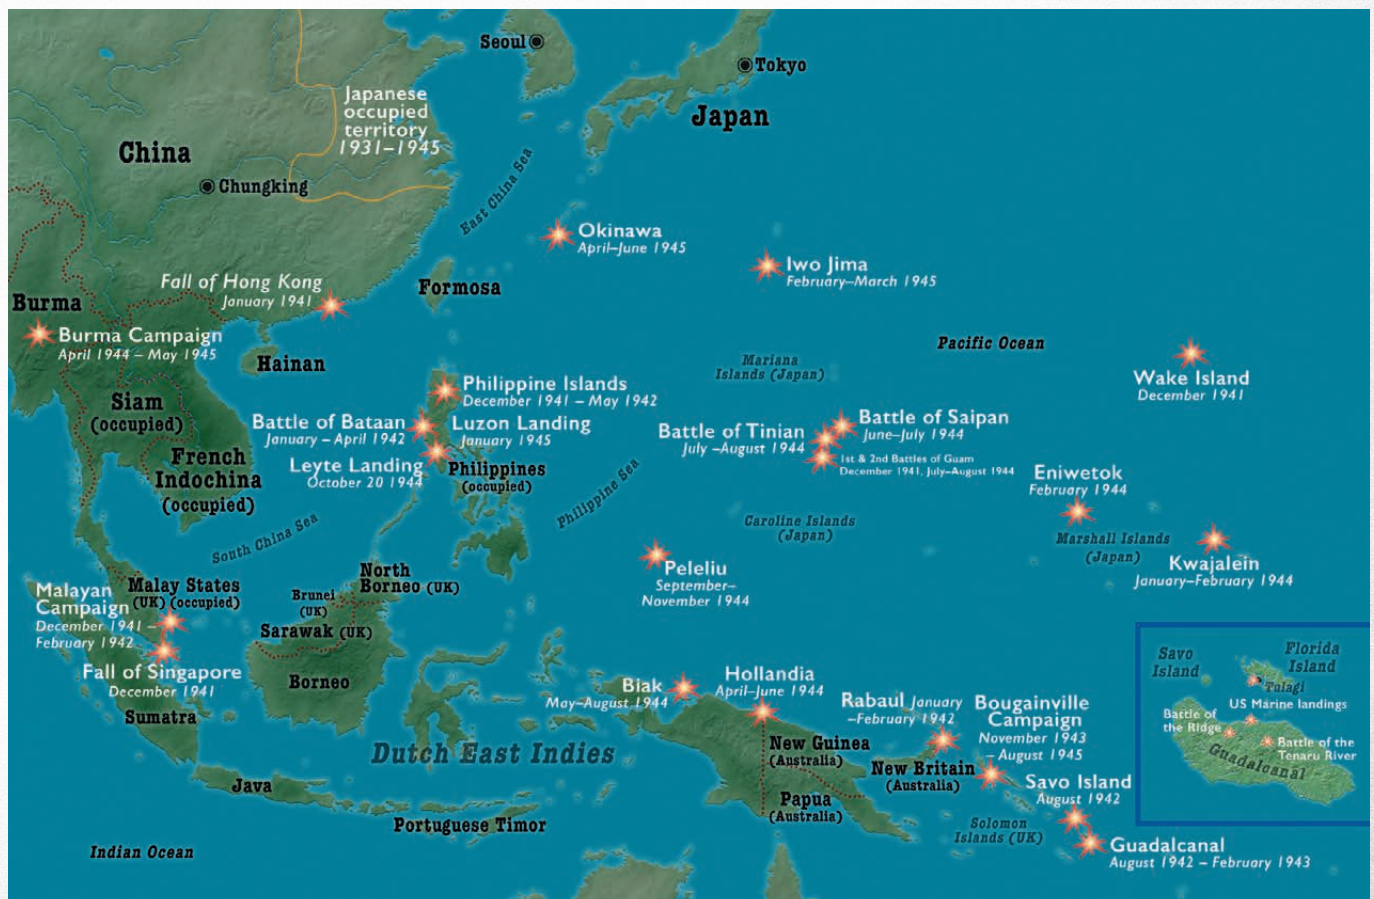 Seoul
Tokyo
Japan
Japanese
occupied
territory
1931–1945
China
Chungking
East China Sea
Okinawa
April–June 1945
Iwo Jima
February–March 1945
Fall of Hong Kong
January 1941
Formosa
Burma
Burma Campaign
April 1944 – May 1945
Hainan
Pacific Ocean
Mariana
Islands (Japan)
Wake Island
December 1941
Siam
(occupied)
Philippine Islands
December 1941 – May 1942
Battle of Bataan
January – April 1942
Luzon Landing
January 1945
Leyte Landing
October 20 1944
Philippines
(occupied)
French
Indochina
(occupied)
Battle of Saipan
June–July 1944
Battle of Tinian
July –August 1944
1st & 2nd Battles of Guam
December 1941, July–August 1944
Eniwetok
February 1944
Philippine Sea
South China Sea
Caroline Islands
(Japan)
Marshall Islands
(Japan)
Kwajalein
January–February 1944
Peleliu
September–
November 1944
Malay States
(UK) (occupied)
Malayan
Campaign
December 1941 –
February 1942
North
Borneo (UK)
Brunei
(UK)
Sarawak (UK)
Fall of Singapore
December 1941
Borneo
Sumatra
Biak
May–August 1944
Hollandia
April–June 1944
Rabaul January
–February 1942
Bougainville
Campaign
November 1943
– August 1945
Dutch East Indies
New Guinea
(Australia)
New Britain
(Australia)
Papua
(Australia)
Java
Portuguese Timor
Indian Ocean
Savo Island
August 1942
Solomon
Islands (UK)
Guadalcanal
August 1942 – February 1943
Savo
Island
Florida
Island
Tulagi
US Marine landings
Battle of
the Ridge
Battle of the
Tenaru River
Guadalcanal